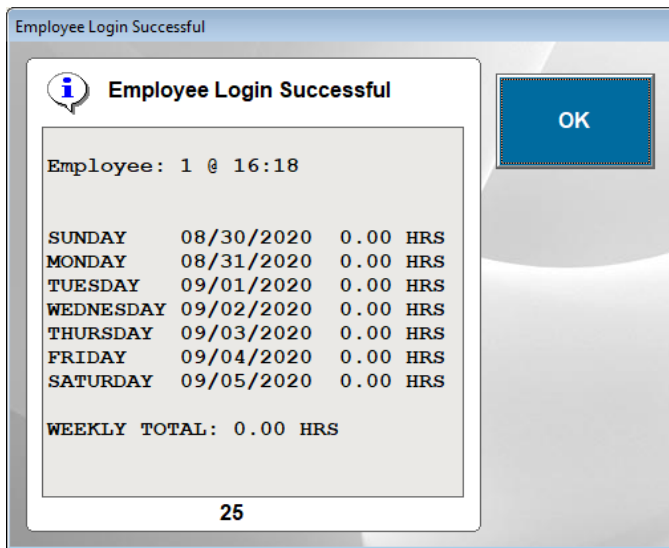 Employee Login Successful
Employee Login Successful
OK
Employee: 1 @ 16:18
SUNDAY 08/30/2020 0.00 HRS
MONDAY 08/31/2020 0.00 HRS
TUESDAY 09/01/2020 0.00 HRS
WEDNESDAY 09/02/2020 0.00 HRS
THURSDAY 09/03/2020 0.00 HRS
FRIDAY 09/04/2020 0.00 HRS
SATURDAY 09/05/2020 0.00 HRS
WEEKLY TOTAL: 0.00 HRS
25